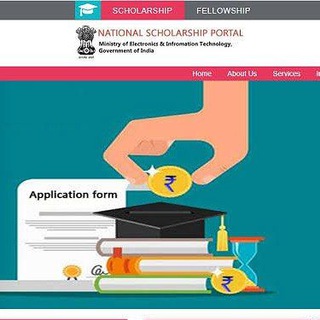 SCHOLARSHIP FELLOWSHIP
NATIONAL SCHOLARSHIP PORTAL
Ministry of Electronics & Information Technology,
Government of India
Home About Us Services
Application form
₹
₹